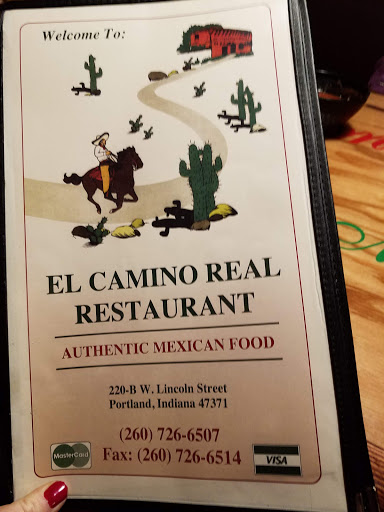 Welcome To:
EL CAMINO REAL
RESTAURANT
AUTHENTIC MEXICAN FOOD
220-B W. Lincoln Street
Portland, Indiana 47371
(260) 726-6507
Fax: (260) 726-6514
MasterCard
VISA